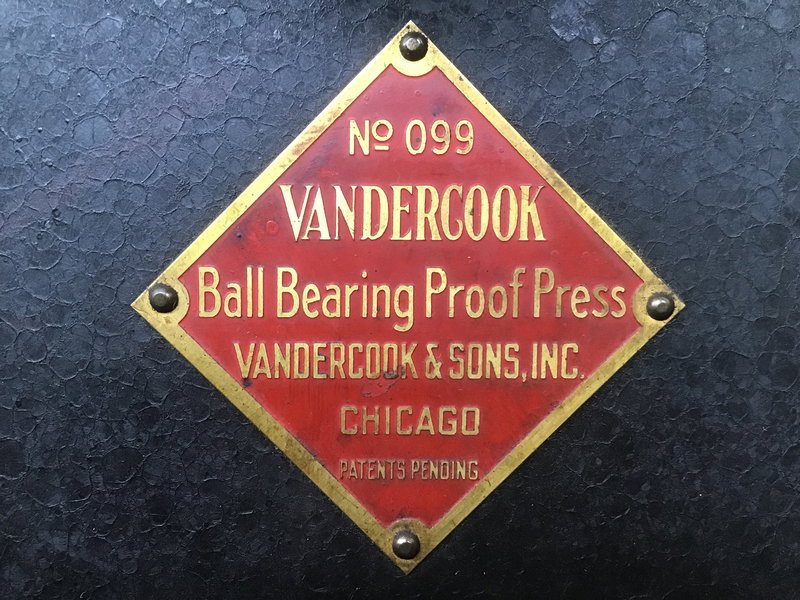 Nº 099
VANDERCOOK
Ball Bearing Proof Press
VANDERCOOK & SONS, INC.
CHICAGO
PATENTS PENDING